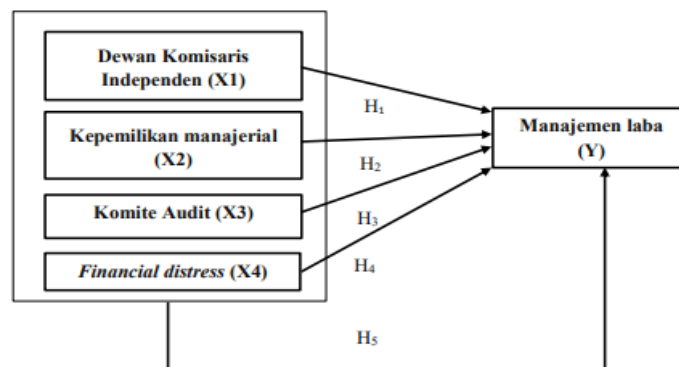 Dewan Komisaris
Independen (X1)
Kepemilikan manajerial
(X2)
Komite Audit (X3)
Financial distress (X4)
H₁
H₂
H₃
H₄
H₅
Manajemen laba
(Y)